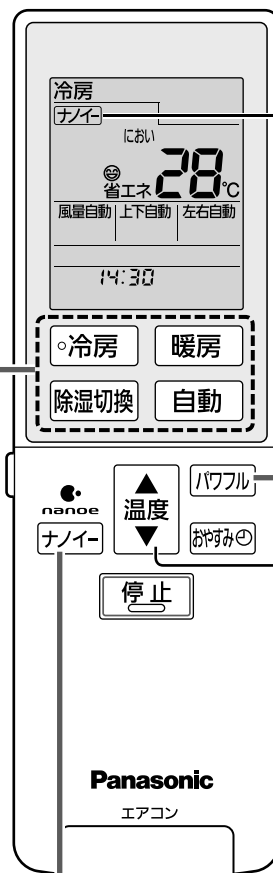 冷房
ナノイー
におい
省エネ 28℃
風量自動 上下自動 左右自動
14:30
冷房 暖房
除湿切換 自動
nanoe
ナノイー
温度
パワフル
おやすみ
停止
Panasonic
エアコン